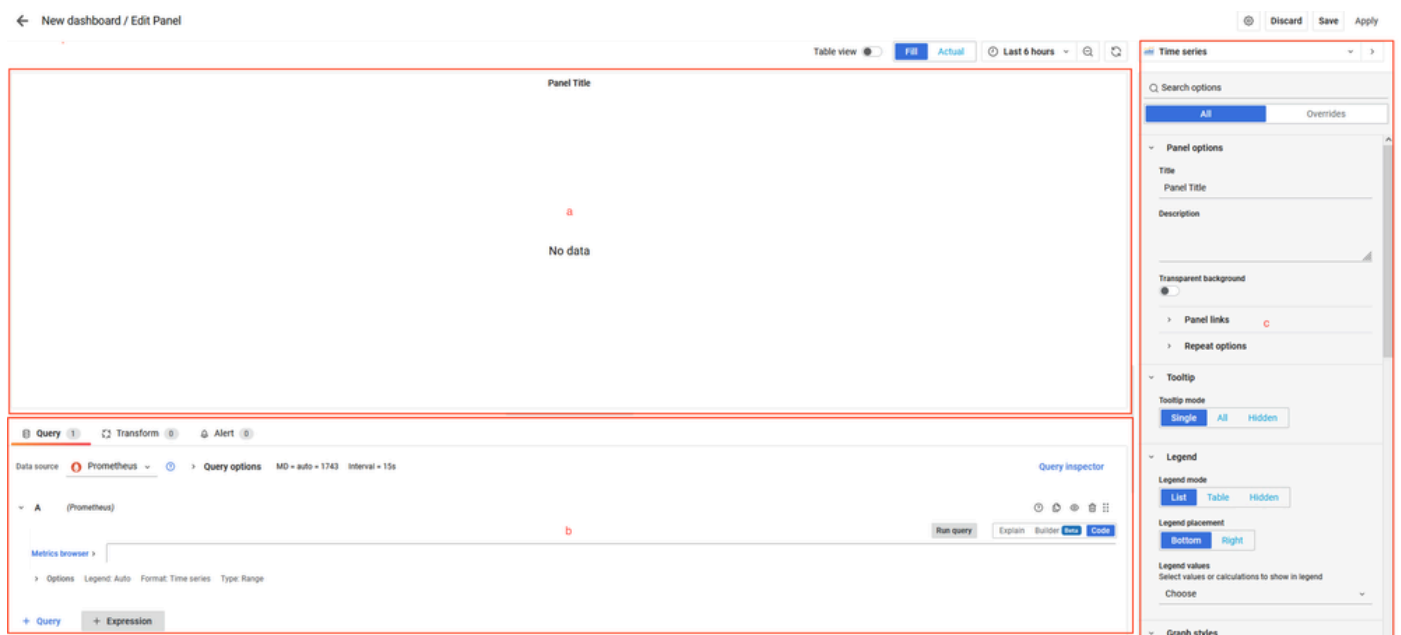 New dashboard / Edit Panel
Discard Save Apply
Table view Fill Actual Last 6 hours
Time series
Panel Title
Search options
All Overrides
Panel options
Title
Panel Title
Description
a
No data
Transparent background
Panel links
c
Repeat options
Tooltip
Tooltip mode
Single All Hidden
Query 1 Transform 0 Alert 0
Data source Prometheus Query options MD = auto = 1743 Interval = 15s Query inspector
A (Prometheus)
b
Run query Explain Builder Beta Code
Metrics browser >
Options Legend: Auto Format: Time series Type: Range
+ Query + Expression
Legend
Legend mode
List Table Hidden
Legend placement
Bottom Right
Legend values
Select values or calculations to show in legend
Choose
Graph styles